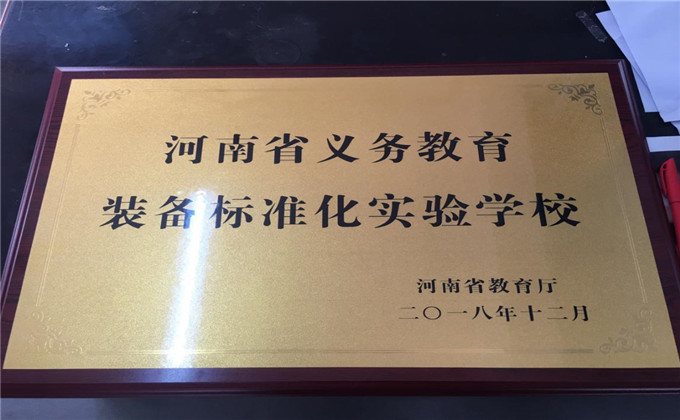 河南省义务教育
装备标准化实验学校
河南省教育厅
二〇一八年十二月